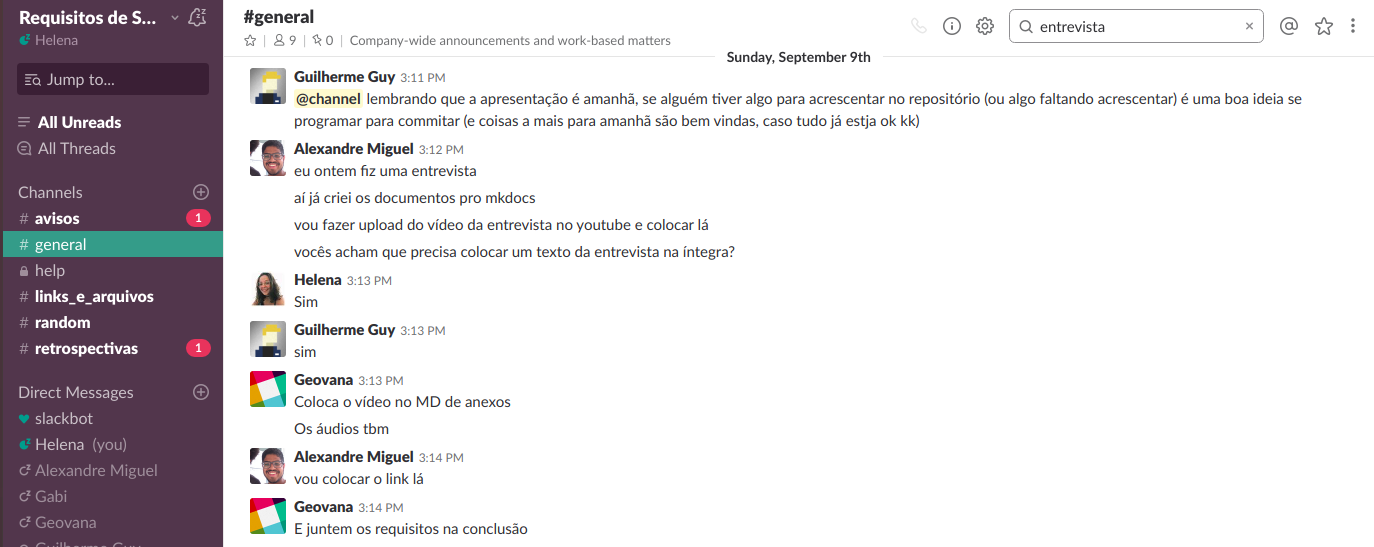 Requisitos de S...
Helena
Jump to...
All Unreads
All Threads
Channels
# avisos 1
# general
help
# links_e_arquivos
# random
# retrospectivas 1
Direct Messages
slackbot
Helena (you)
Alexandre Miguel
Gabi
Geovana
Guilherme Guy
#general
9 | 0 | Company-wide announcements and work-based matters
entrevista
Sunday, September 9th
Guilherme Guy 3:11 PM
@channel lembrando que a apresentação é amanhã, se alguém tiver algo para acrescentar no repositório (ou algo faltando acrescentar) é uma boa ideia se
programar para commitar (e coisas a mais para amanhã são bem vindas, caso tudo já estja ok kk)
Alexandre Miguel 3:12 PM
eu ontem fiz uma entrevista
aí já criei os documentos pro mkdocs
vou fazer upload do vídeo da entrevista no youtube e colocar lá
vocês acham que precisa colocar um texto da entrevista na íntegra?
Helena 3:13 PM
Sim
Guilherme Guy 3:13 PM
sim
Geovana 3:13 PM
Coloca o vídeo no MD de anexos
Os áudios tbm
Alexandre Miguel 3:14 PM
vou colocar o link lá
Geovana 3:14 PM
E juntem os requisitos na conclusão